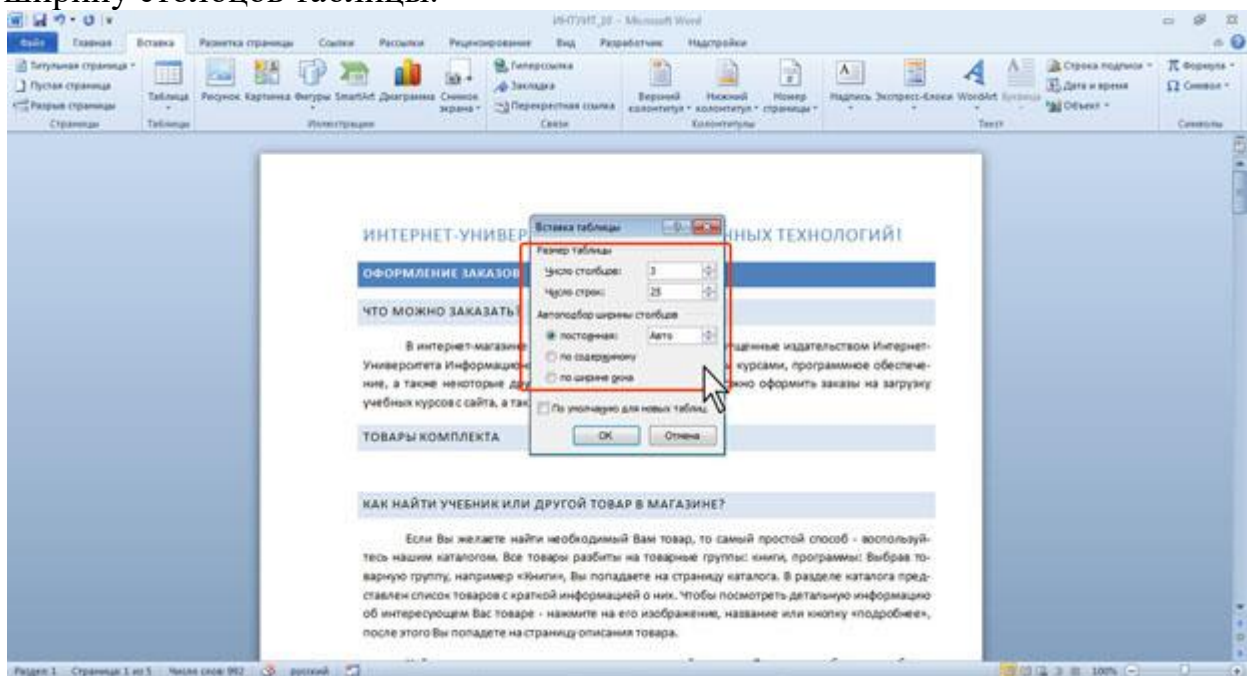 ширину столбцов таблицы.
ИНОУИТ_10 - Microsoft Word
Файл Главная Вставка Разметка страницы Ссылки Рассылки Рецензирование Вид Разработчик Надстройки
Титульная страница
Пустая страница
Разрыв страницы
Таблица
Рисунок Картинка Фигуры SmartArt Диаграмма Снимок экрана
Гиперссылка
Закладка
Перекрестная ссылка
Верхний колонтитул Нижний колонтитул Номер страницы
Надпись Экспресс-блоки WordArt Буквица
Строка подписи
Дата и время
Объект
Формула
Символ
Страницы Таблицы Иллюстрации Связи Колонтитулы Текст Символы
ИНТЕРНЕТ-УНИВЕР ННЫХ ТЕХНОЛОГИЙ!
ОФОРМЛЕНИЕ ЗАКАЗОВ
ЧТО МОЖНО ЗАКАЗАТЬ?
В интернет-магазине щенные издательством Интернет-
Университета Информацион курсами, программное обеспече-
ние, а также некоторые дру жно оформить заказы на загрузку
учебных курсов с сайта, а так
ТОВАРЫ КОМПЛЕКТА
Вставка таблицы
Размер таблицы
Число столбцов: 3
Число строк: 25
Автоподбор ширины столбцов
постоянная: Авто
по содержимому
по ширине окна
По умолчанию для новых таблиц
ОК Отмена
КАК НАЙТИ УЧЕБНИК ИЛИ ДРУГОЙ ТОВАР В МАГАЗИНЕ?
Если Вы желаете найти необходимый Вам товар, то самый простой способ - воспользуй-
тесь нашим каталогом. Все товары разбиты на товарные группы: книги, программы: Выбрав то-
варную группу, например «Книги», Вы попадаете на страницу каталога. В разделе каталога пред-
ставлен список товаров с краткой информацией о них. Чтобы посмотреть детальную информацию
об интересующем Вас товаре - нажмите на его изображение, название или кнопку «подробнее»,
после этого Вы попадете на страницу описания товара.
Раздел: 1 Страница: 1 из 5 Число слов: 982 русский 100%